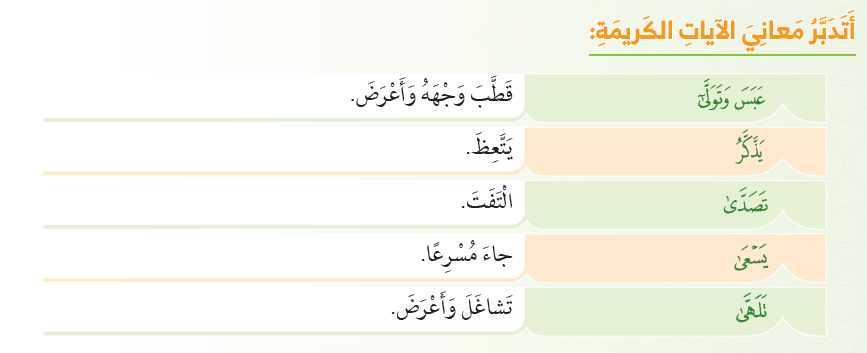 أَتَدَبَّرُ مَعانِيَ الآياتِ الكَريمَةِ:
عَبَسَ وَتَوَلَّىٰٓ قَطَّبَ وَجْهَهُ وَأَعْرَضَ.
يَذَّكَّرُ يَتَّعِظَ.
تَصَدَّىٰ الْتَفَتَ.
يَسْعَىٰ جاءَ مُسْرِعًا.
تَلَهَّىٰ تَشاغَلَ وَأَعْرَضَ.